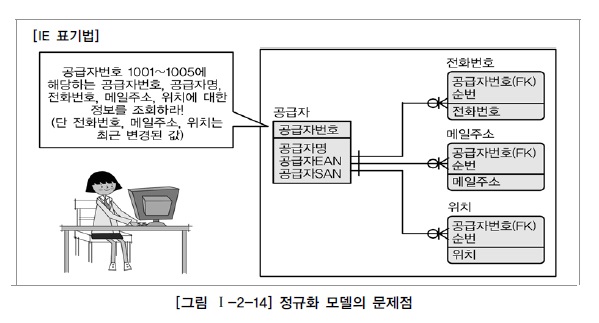 [IE 표기법]
공급자번호 1001~1005에
해당하는 공급자번호, 공급자명,
전화번호, 메일주소, 위치에 대한
정보를 조회하라!
(단 전화번호, 메일주소, 위치는
최근 변경된 값)
공급자
공급자번호
공급자명
공급자EAN
공급자SAN
전화번호
공급자번호(FK)
순번
전화번호
메일주소
공급자번호(FK)
순번
메일주소
위치
공급자번호(FK)
순번
위치
[그림 Ⅰ-2-14] 정규화 모델의 문제점